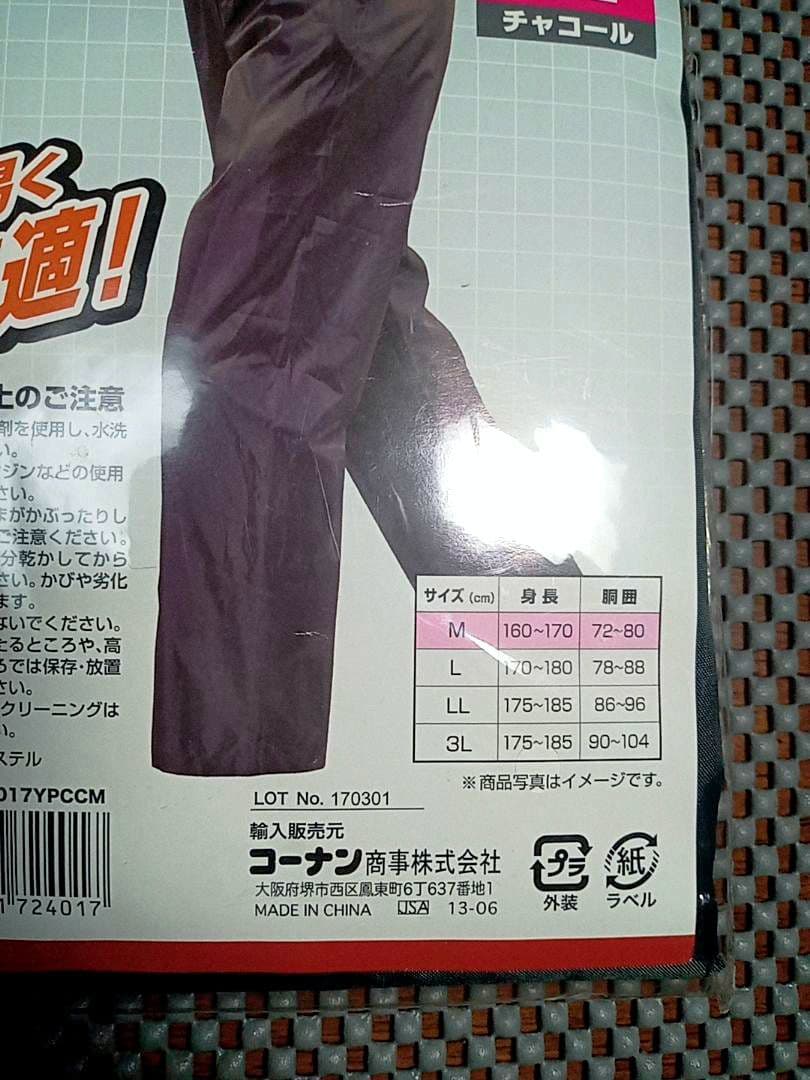 チャコール
易く
適!
上のご注意
剤を使用し、水洗
い。
ジンなどの使用
さい。
まがかぶったりし
ご注意ください。
分乾かしてから
さい。かびや劣化
ます。
ないでください。
たるところや、高
ろでは保存・放置
さい。
クリーニングは
い。
ステル
017YPCCM
1724017
サイズ(cm) 身長 胴囲
M 160~170 72~80
L 170~180 78~88
LL 175~185 86~96
3L 175~185 90~104
※商品写真はイメージです。
LOT No. 170301
輸入販売元
コーナン商事株式会社
大阪府堺市西区鳳東町6丁637番地1
MADE IN CHINA JSA 13-06
プラ
外装
紙
ラベル